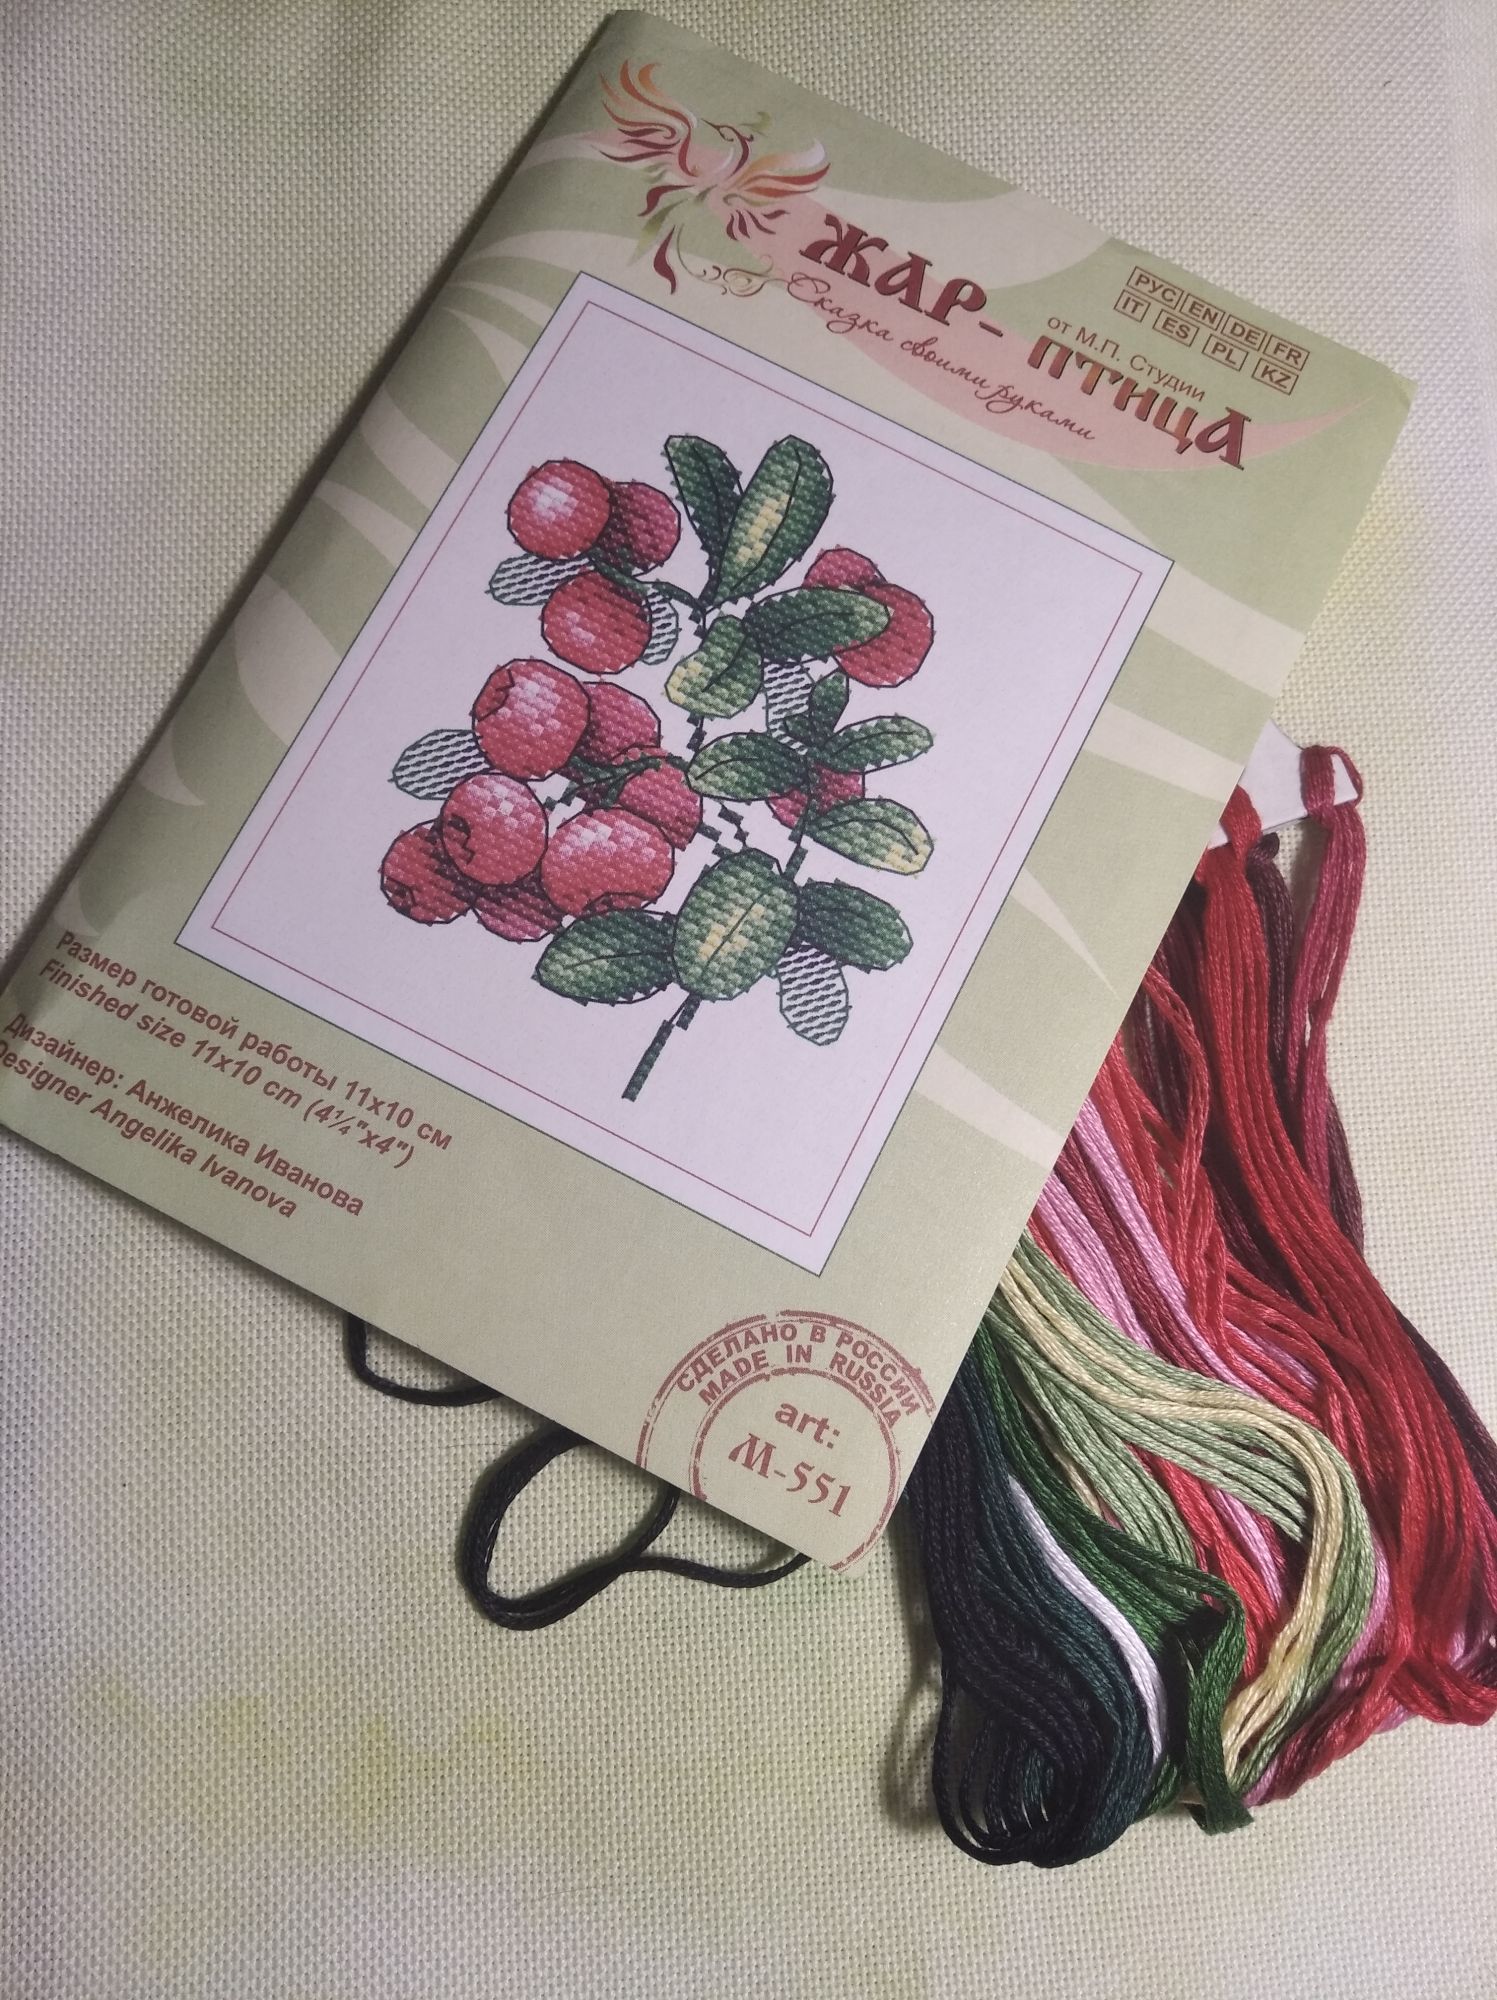 ЖАР-
ПТИЦА
от М.П. Студии
Сказка своими руками
РУС EN DE FR
IT ES PL KZ
Размер готовой работы 11x10 см
Finished size 11x10 cm (4¼"x4")
Дизайнер: Анжелика Иванова
Designer Angelika Ivanova
СДЕЛАНО В РОССИИ
MADE IN RUSSIA
art:
М-551